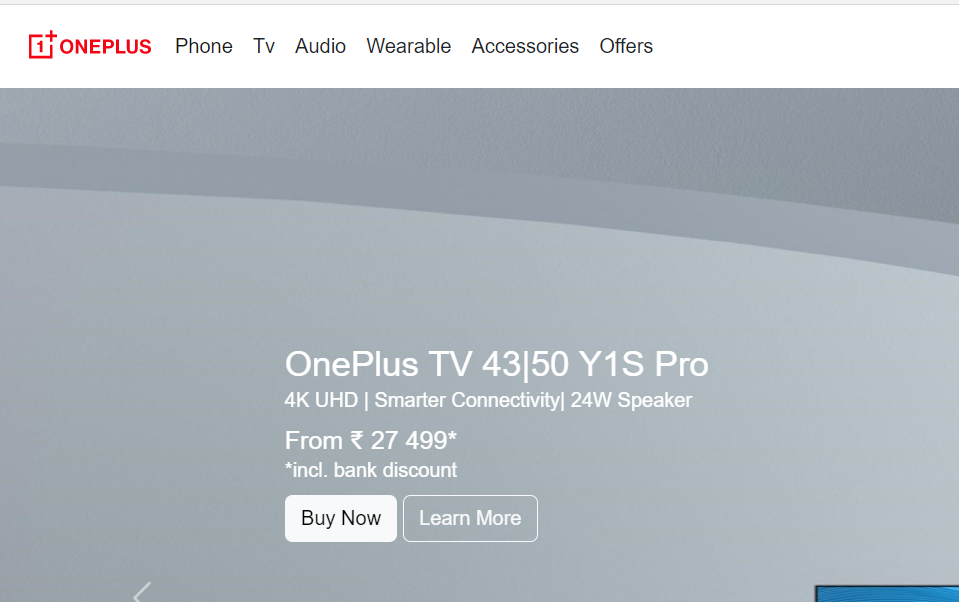 1+ ONEPLUS Phone Tv Audio Wearable Accessories Offers
OnePlus TV 43|50 Y1S Pro
4K UHD | Smarter Connectivity| 24W Speaker
From ₹ 27 499*
*incl. bank discount
Buy Now Learn More